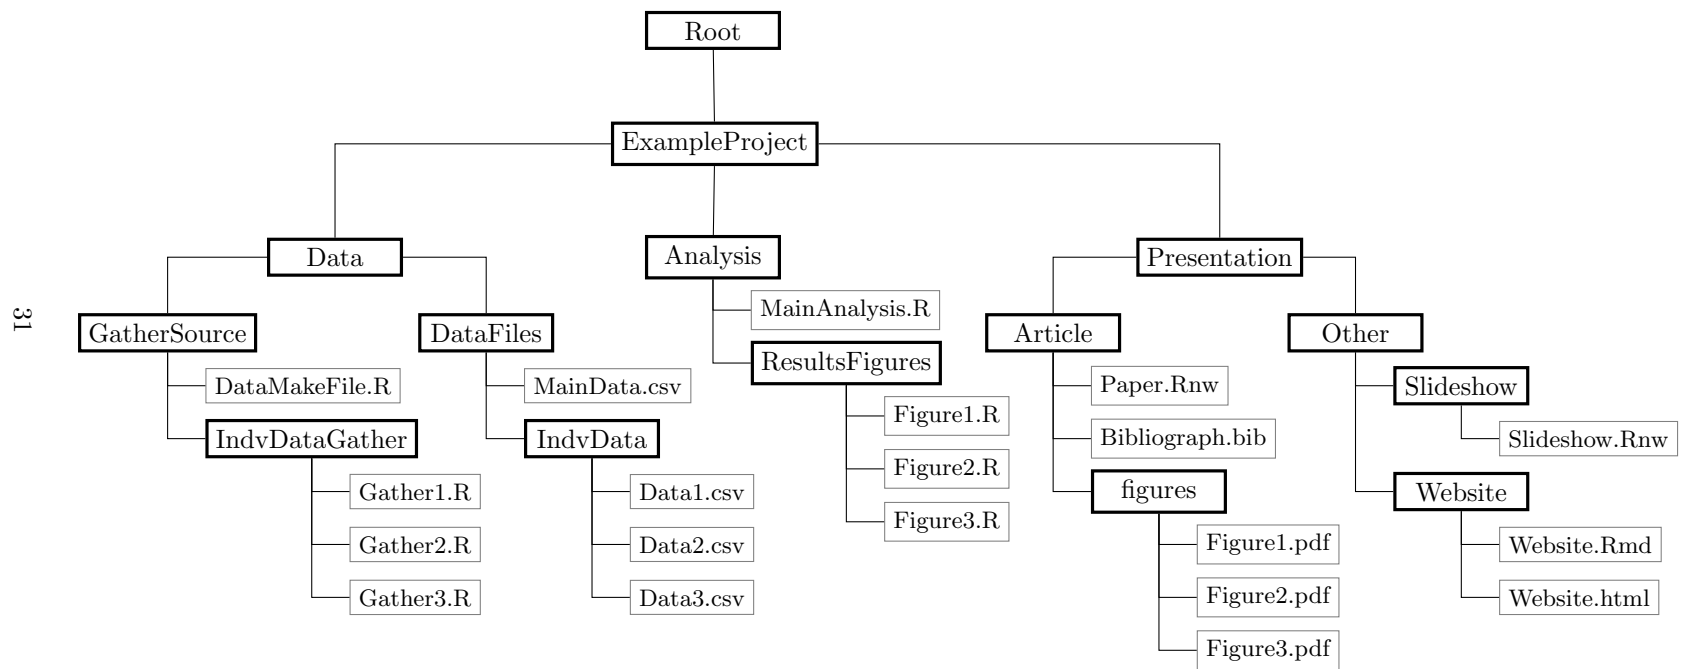 Root
ExampleProject
Data
Analysis
Presentation
GatherSource
DataMakeFile.R
IndvDataGather
Gather1.R
Gather2.R
Gather3.R
DataFiles
MainData.csv
IndvData
Data1.csv
Data2.csv
Data3.csv
MainAnalysis.R
ResultsFigures
Figure1.R
Figure2.R
Figure3.R
Article
Paper.Rnw
Bibliograph.bib
figures
Figure1.pdf
Figure2.pdf
Figure3.pdf
Other
Slideshow
Slideshow.Rnw
Website
Website.Rmd
Website.html
31